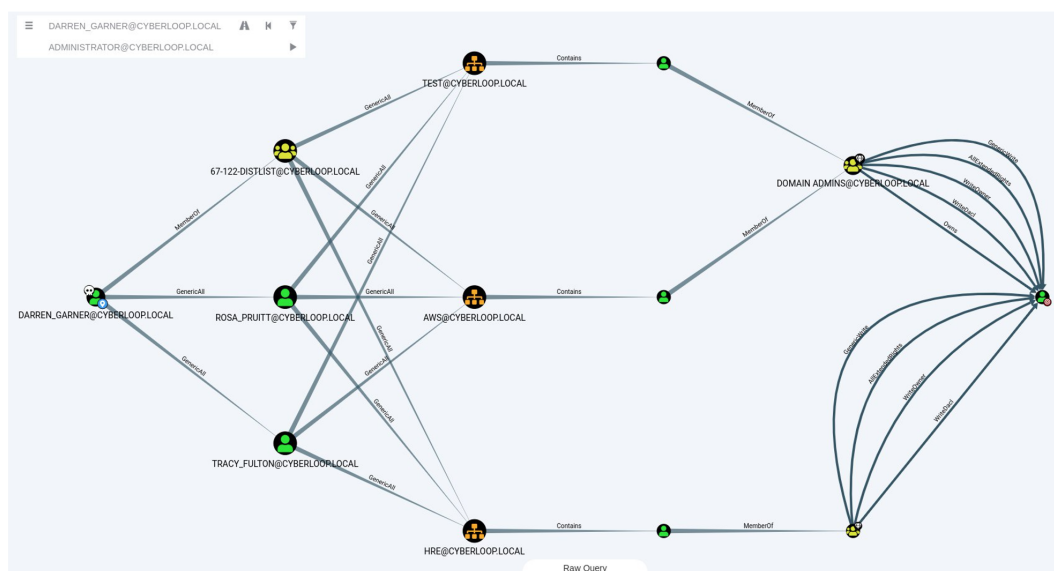 DARREN_GARNER@CYBERLOOP.LOCAL
ADMINISTRATOR@CYBERLOOP.LOCAL
Contains
TEST@CYBERLOOP.LOCAL
GenericAll
MemberOf
GenericWrite
AllExtendedRights
67-122-DISTLIST@CYBERLOOP.LOCAL
GenericAll
DOMAIN ADMINS@CYBERLOOP.LOCAL
WriteOwner
WriteDacl
Owns
MemberOf
GenericAll
MemberOf
GenericAll
GenericAll
GenericAll
Contains
DARREN_GARNER@CYBERLOOP.LOCAL
ROSA_PRUITT@CYBERLOOP.LOCAL
AWS@CYBERLOOP.LOCAL
GenericAll
GenericWrite
GenericAll
GenericAll
AllExtendedRights
WriteOwner
WriteDacl
GenericAll
TRACY_FULTON@CYBERLOOP.LOCAL
GenericAll
Contains
MemberOf
HRE@CYBERLOOP.LOCAL
Raw Query